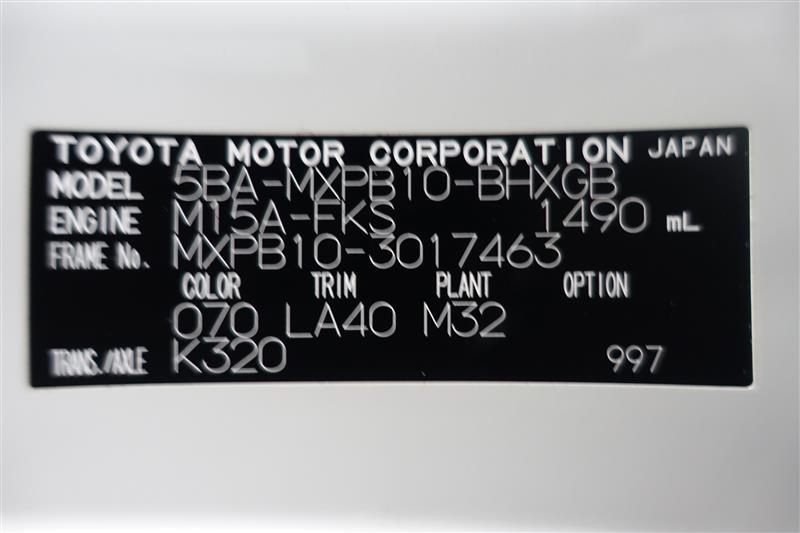 TOYOTA MOTOR CORPORATION JAPAN
MODEL 5BA-MXPB10-BHXGB
ENGINE M15A-FKS 1490 mL
FRAME No. MXPB10-3017463
COLOR TRIM PLANT OPTION
070 LA40 M32
TRANS./AXLE K320 997